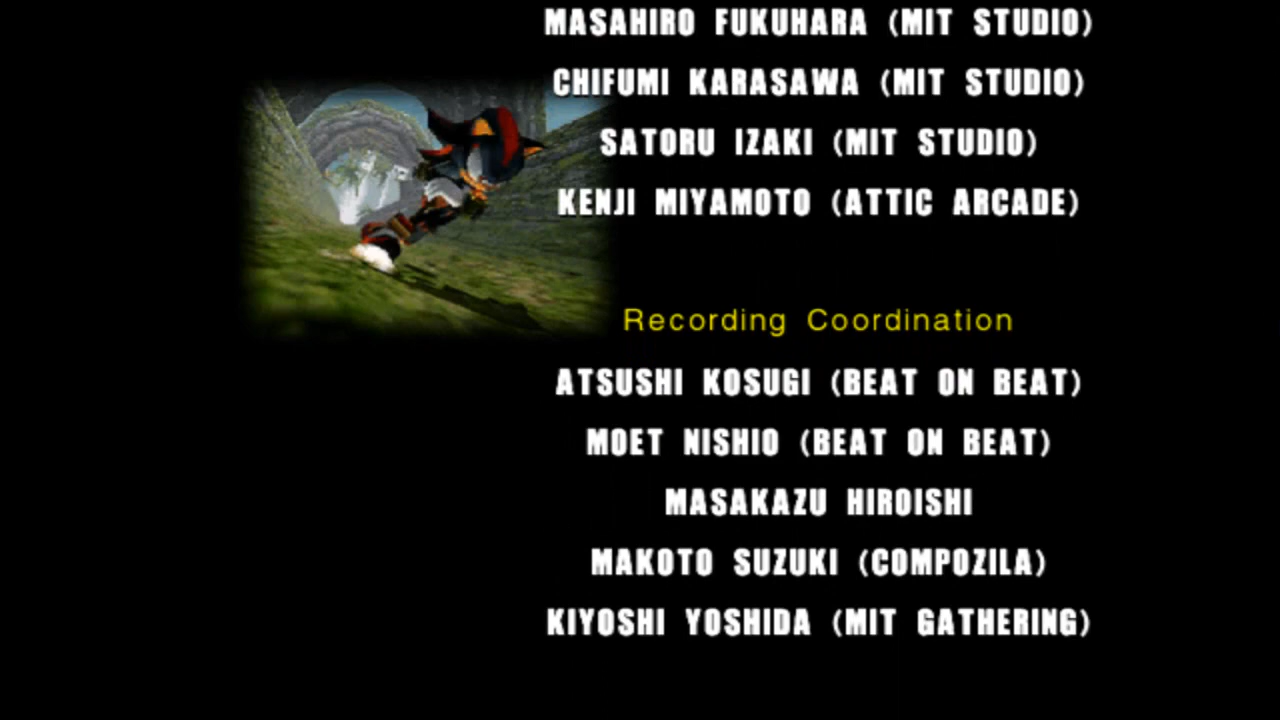 MASAHIRO FUKUHARA (MIT STUDIO)
CHIFUMI KARASAWA (MIT STUDIO)
SATORU IZAKI (MIT STUDIO)
KENJI MIYAMOTO (ATTIC ARCADE)
Recording Coordination
ATSUSHI KOSUGI (BEAT ON BEAT)
MOET NISHIO (BEAT ON BEAT)
MASAKAZU HIROISHI
MAKOTO SUZUKI (COMPOZILA)
KIYOSHI YOSHIDA (MIT GATHERING)